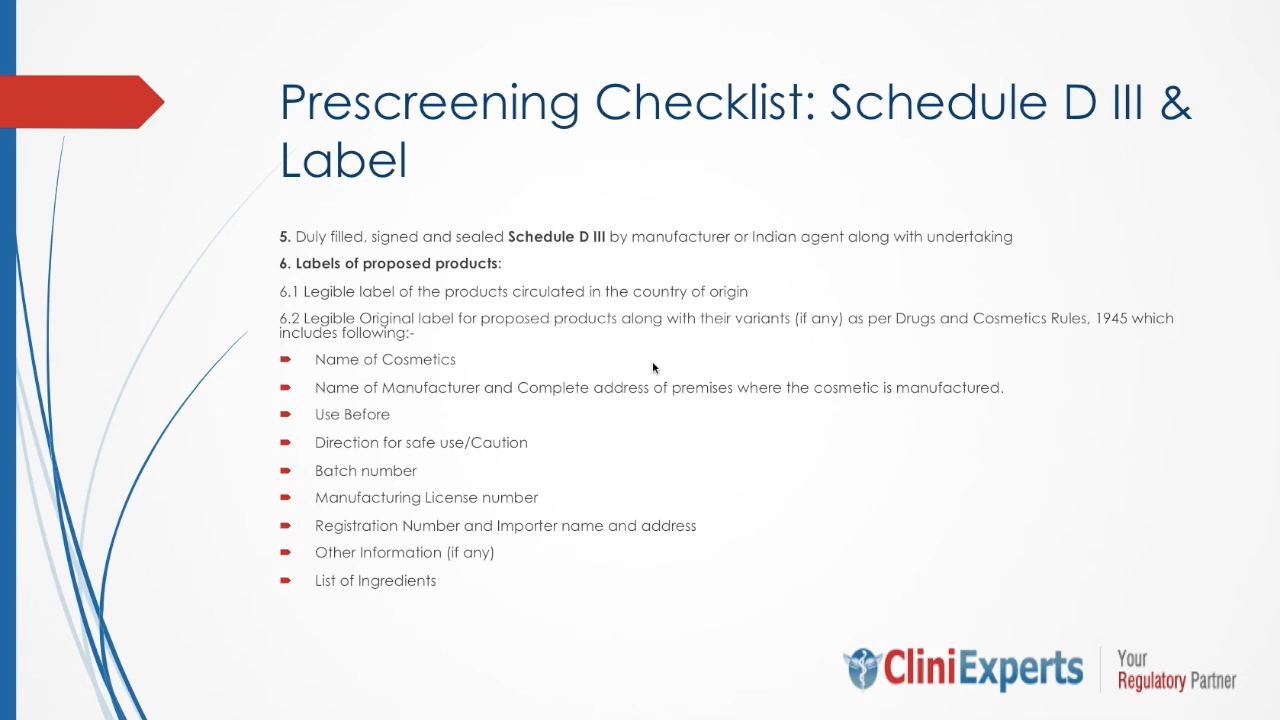 Prescreening Checklist: Schedule D III &
Label
5. Duly filled, signed and sealed Schedule D III by manufacturer or Indian agent along with undertaking
6. Labels of proposed products:
6.1 Legible label of the products circulated in the country of origin
6.2 Legible Original label for proposed products along with their variants (if any) as per Drugs and Cosmetics Rules, 1945 which
includes following:-
Name of Cosmetics
Name of Manufacturer and Complete address of premises where the cosmetic is manufactured.
Use Before
Direction for safe use/Caution
Batch number
Manufacturing License number
Registration Number and Importer name and address
Other Information (if any)
List of Ingredients
CliniExperts
Your
Regulatory Partner